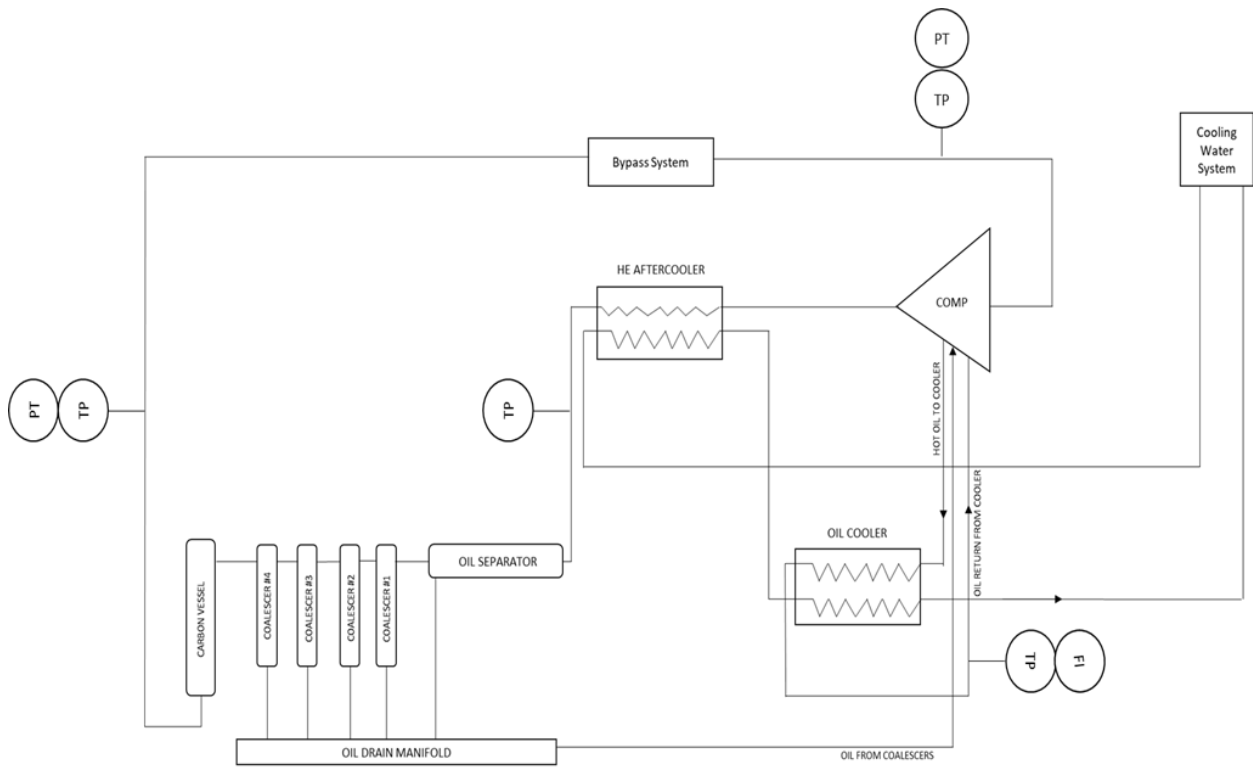 PT
TP
Cooling
Water
System
Bypass System
HE AFTERCOOLER
COMP
PT
TP
TP
HOT OIL TO COOLER
OIL RETURN FROM COOLER
OIL COOLER
OIL SEPARATOR
CARBON VESSEL
COALESCER #4
COALESCER #3
COALESCER #2
COALESCER #1
TP
FI
OIL DRAIN MANIFOLD
OIL FROM COALESCERS